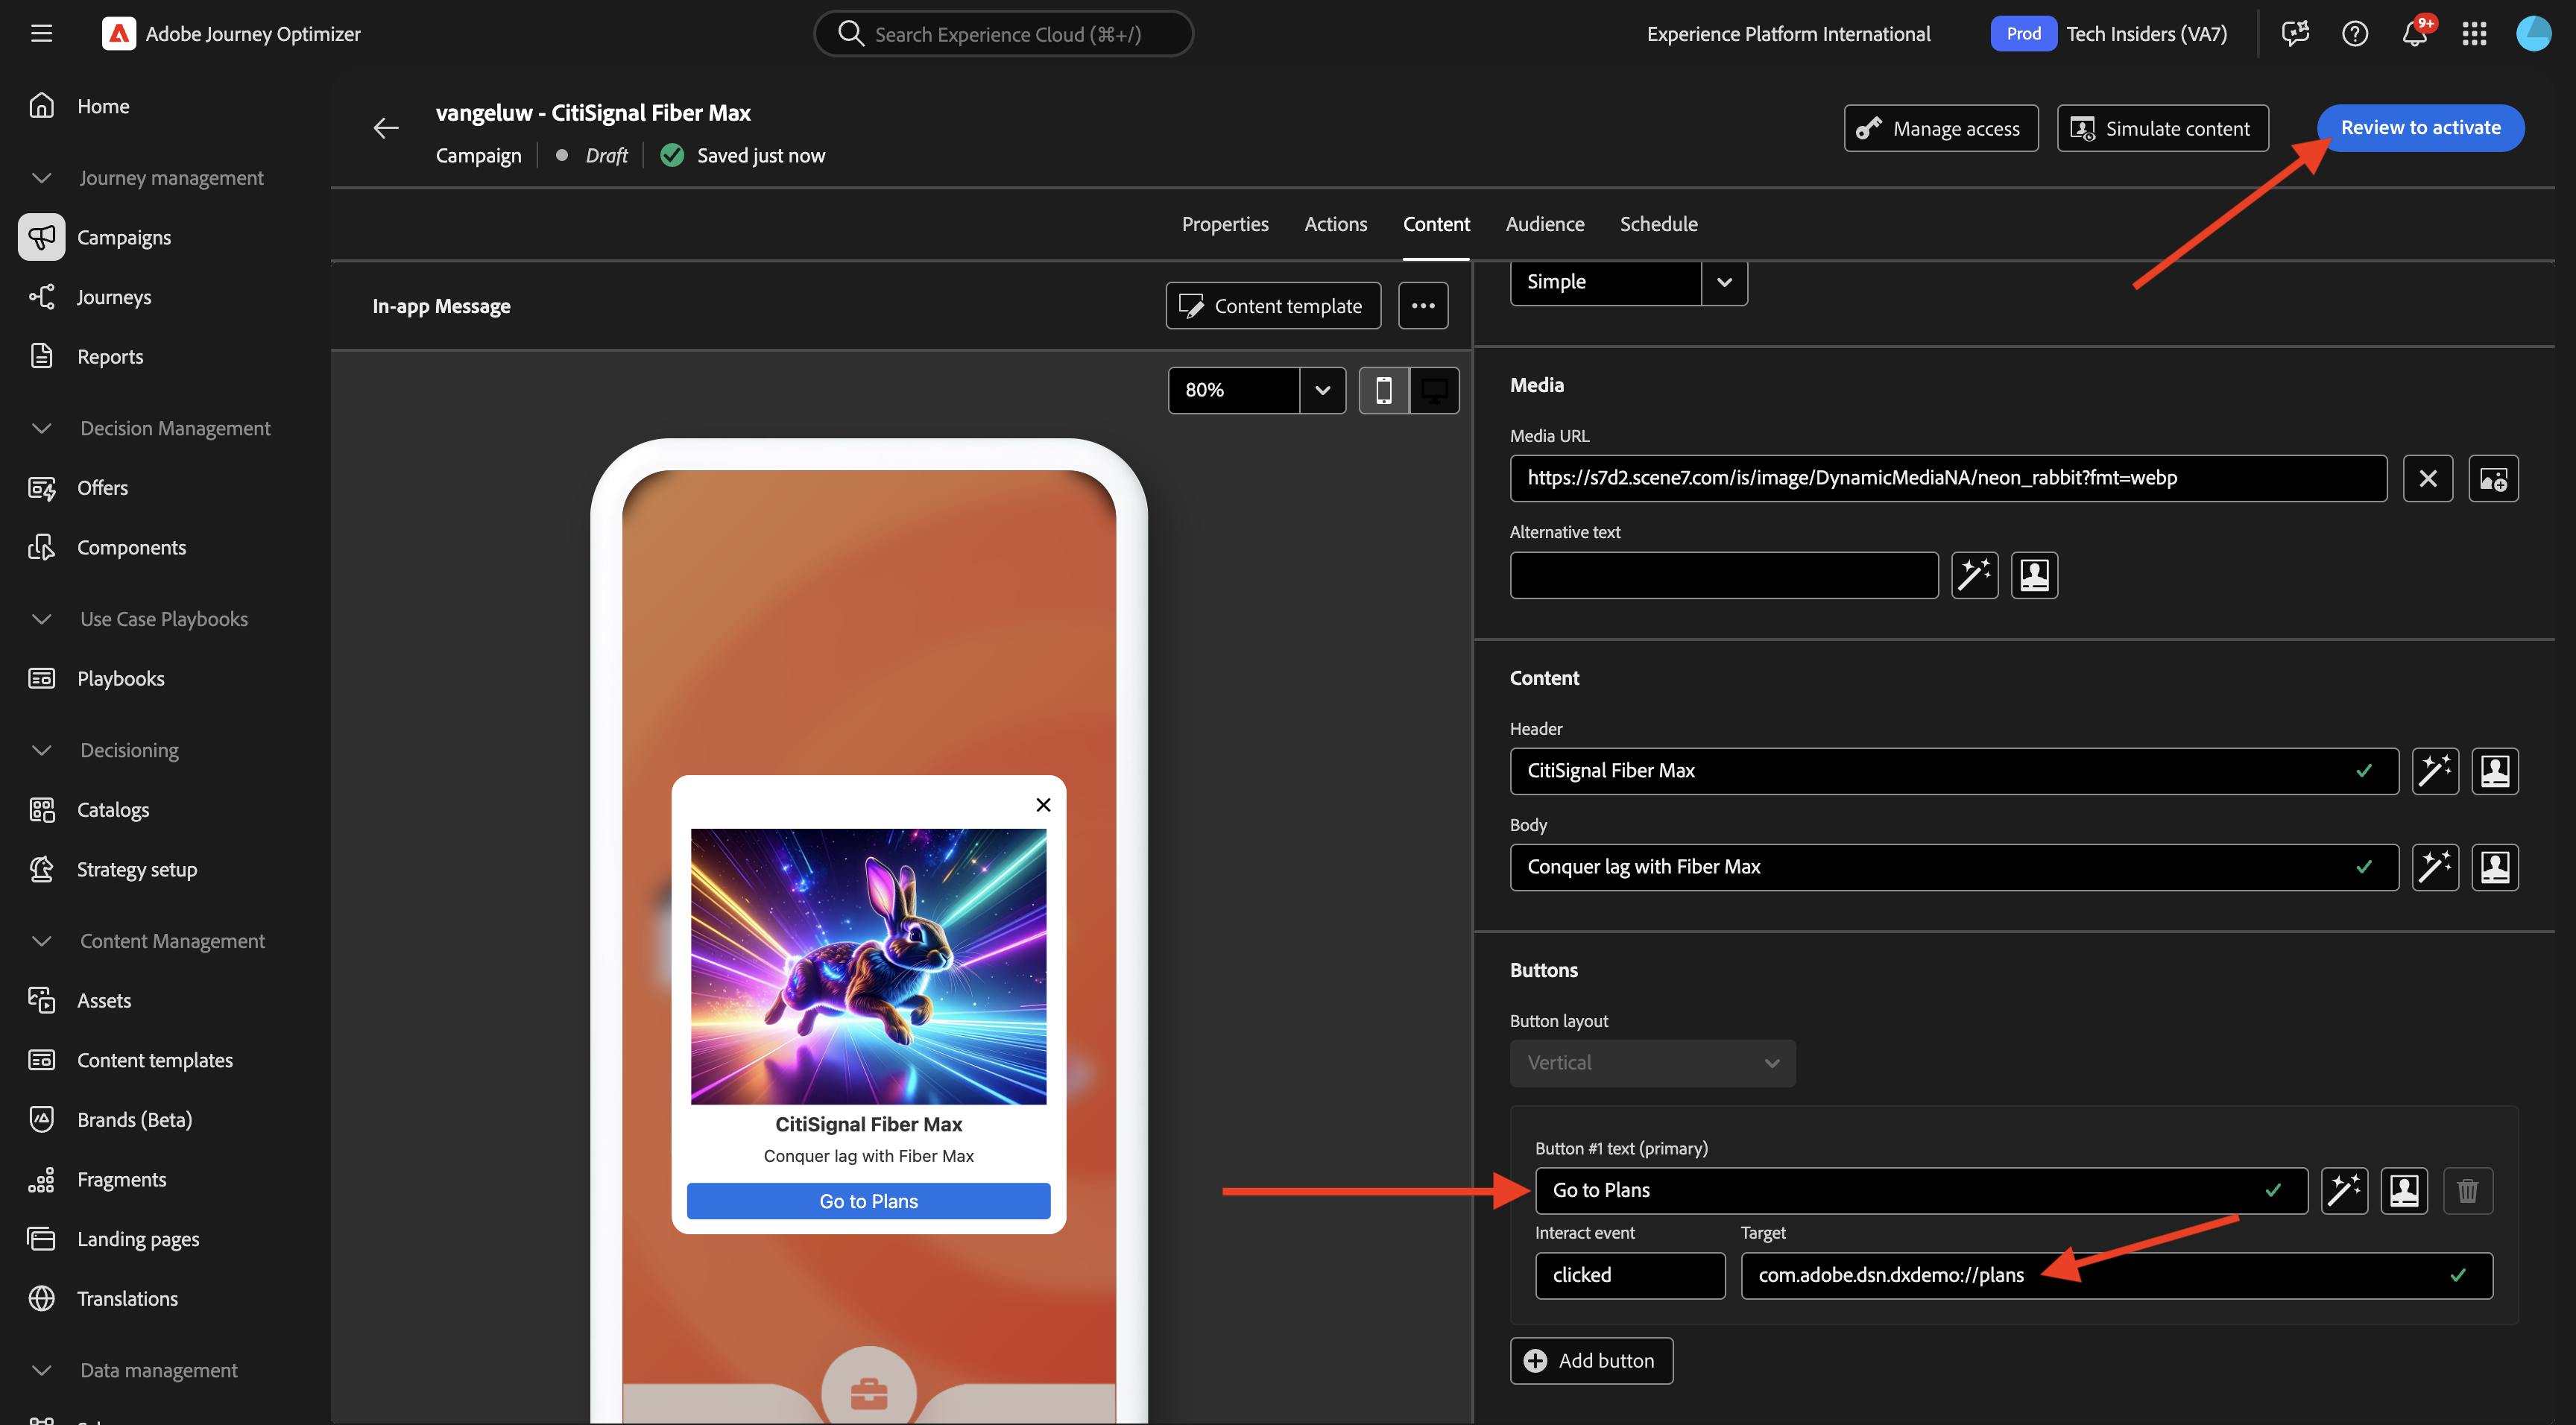 Adobe Journey Optimizer
Search Experience Cloud (⌘+/)
Experience Platform International
Prod
Tech Insiders (VA7)
9+
Home
Journey management
Campaigns
Journeys
Reports
Decision Management
Offers
Components
Use Case Playbooks
Playbooks
Decisioning
Catalogs
Strategy setup
Content Management
Assets
Content templates
Brands (Beta)
Fragments
Landing pages
Translations
Data management
vangeluw - CitiSignal Fiber Max
Campaign
Draft
Saved just now
Manage access
Simulate content
Review to activate
Properties
Actions
Content
Audience
Schedule
In-app Message
Content template
80%
CitiSignal Fiber Max
Conquer lag with Fiber Max
Go to Plans
Simple
Media
Media URL
https://s7d2.scene7.com/is/image/DynamicMediaNA/neon_rabbit?fmt=webp
Alternative text
Content
Header
CitiSignal Fiber Max
Body
Conquer lag with Fiber Max
Buttons
Button layout
Vertical
Button #1 text (primary)
Go to Plans
Interact event
Target
clicked
com.adobe.dsn.dxdemo://plans
Add button